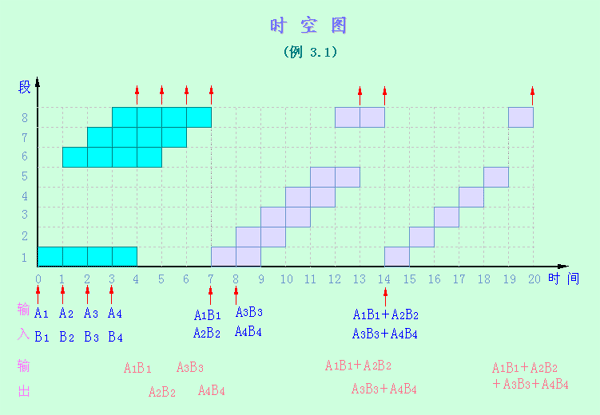 时 空 图
(例 3.1)
段
8
7
6
5
4
3
2
1
0 1 2 3 4 5 6 7 8 9 10 11 12 13 14 15 16 17 18 19 20 时 间
输 A1 A2 A3 A4 A1B1 A3B3 A1B1+A2B2
入 B1 B2 B3 B4 A2B2 A4B4 A3B3+A4B4
输 A1B1 A3B3 A1B1+A2B2 A1B1+A2B2
出 A2B2 A4B4 A3B3+A4B4 +A3B3+A4B4